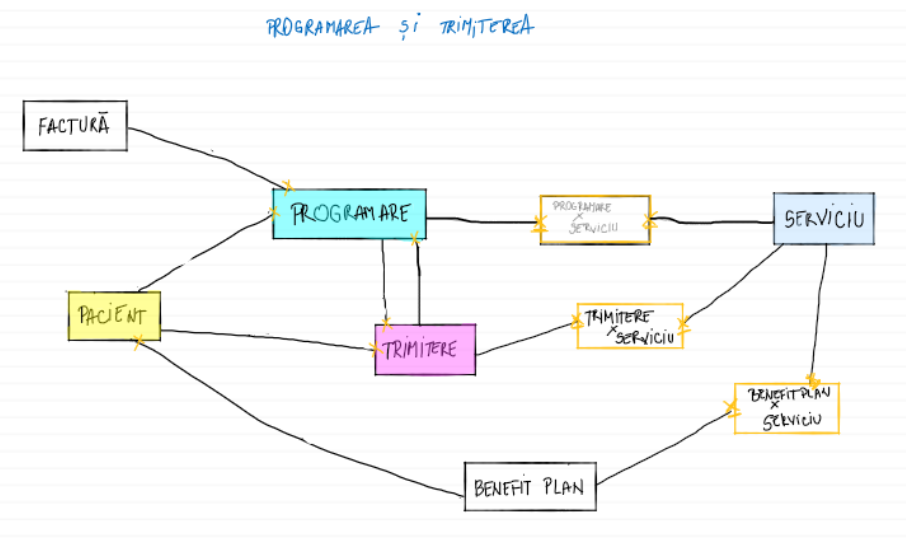 PROGRAMAREA și TRIMITEREA
FACTURĂ
PROGRAMARE
PROGRAMARE
x
SERVICIU
SERVICIU
PACIENT
TRIMITERE
x
SERVICIU
TRIMITERE
BENEFIT PLAN
x
SERVICIU
BENEFIT PLAN